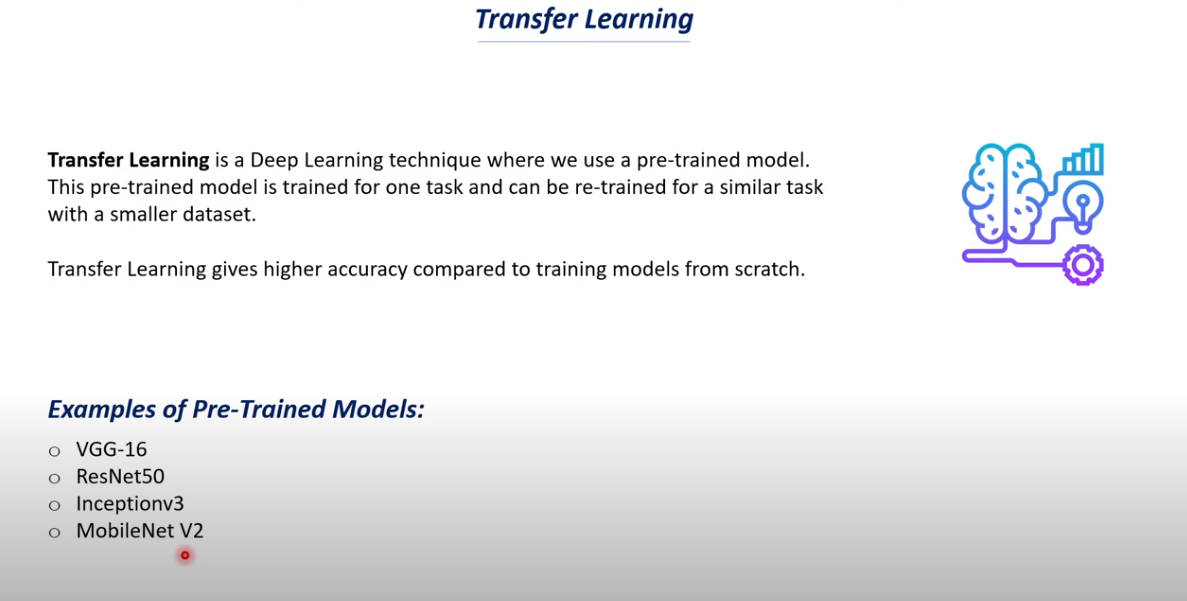 Transfer Learning
Transfer Learning is a Deep Learning technique where we use a pre-trained model.
This pre-trained model is trained for one task and can be re-trained for a similar task
with a smaller dataset.
Transfer Learning gives higher accuracy compared to training models from scratch.
Examples of Pre-Trained Models:
o VGG-16
o ResNet50
o Inceptionv3
o MobileNet V2